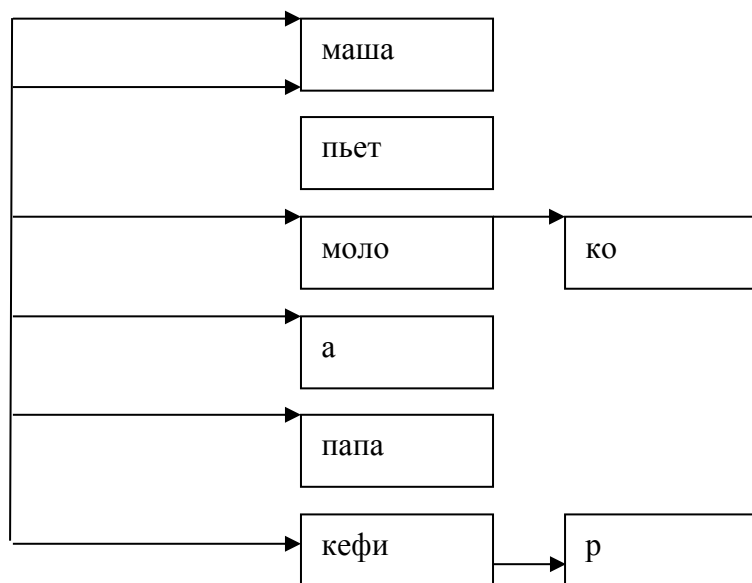 маша
пьет
моло ко
а
папа
кефи р